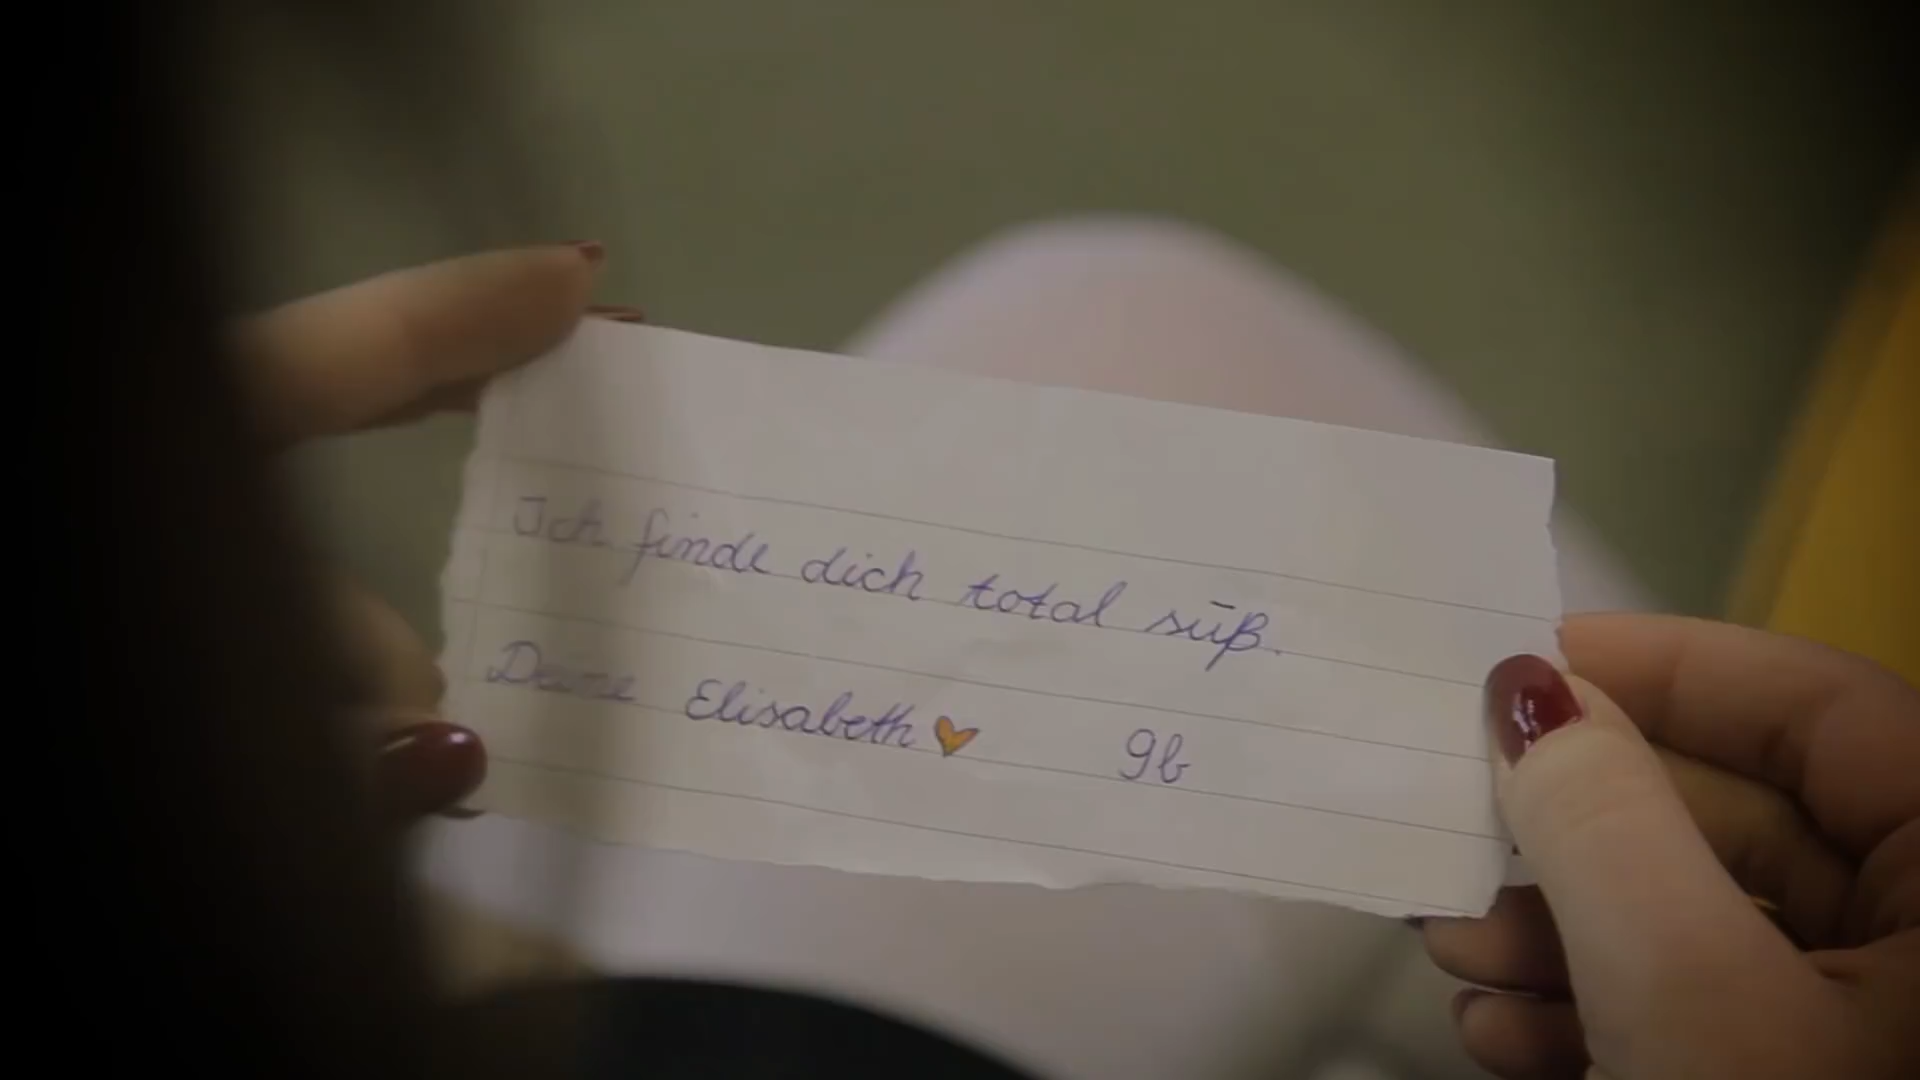 Ich finde dich total süß.
Deine Elisabeth 🧡 9b